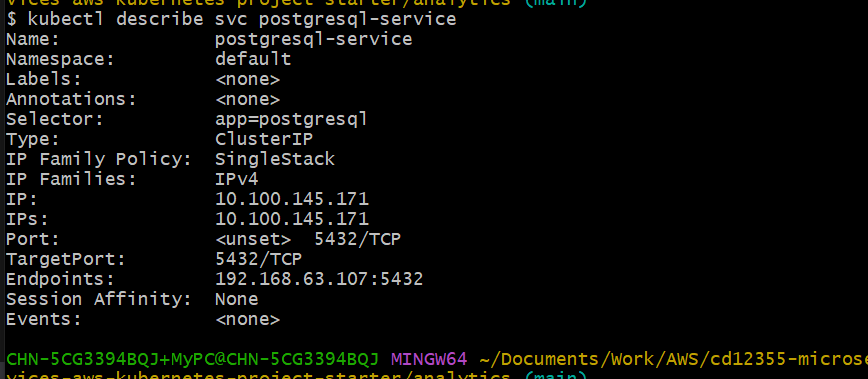 vices-aws-kubernetes-project-starter/analytics (main)
$ kubectl describe svc postgresql-service
Name:              postgresql-service
Namespace:         default
Labels:            <none>
Annotations:       <none>
Selector:          app=postgresql
Type:              ClusterIP
IP Family Policy:  SingleStack
IP Families:       IPv4
IP:                10.100.145.171
IPs:               10.100.145.171
Port:              <unset>  5432/TCP
TargetPort:        5432/TCP
Endpoints:         192.168.63.107:5432
Session Affinity:  None
Events:            <none>
CHN-5CG3394BQJ+MyPC@CHN-5CG3394BQJ MINGW64 ~/Documents/Work/AWS/cd12355-microse
vices-aws-kubernetes-project-starter/analytics (main)